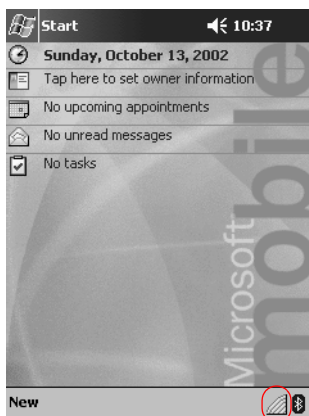 Start 10:37
Sunday, October 13, 2002
Tap here to set owner information
No upcoming appointments
No unread messages
No tasks
Microsoft
mobile
New